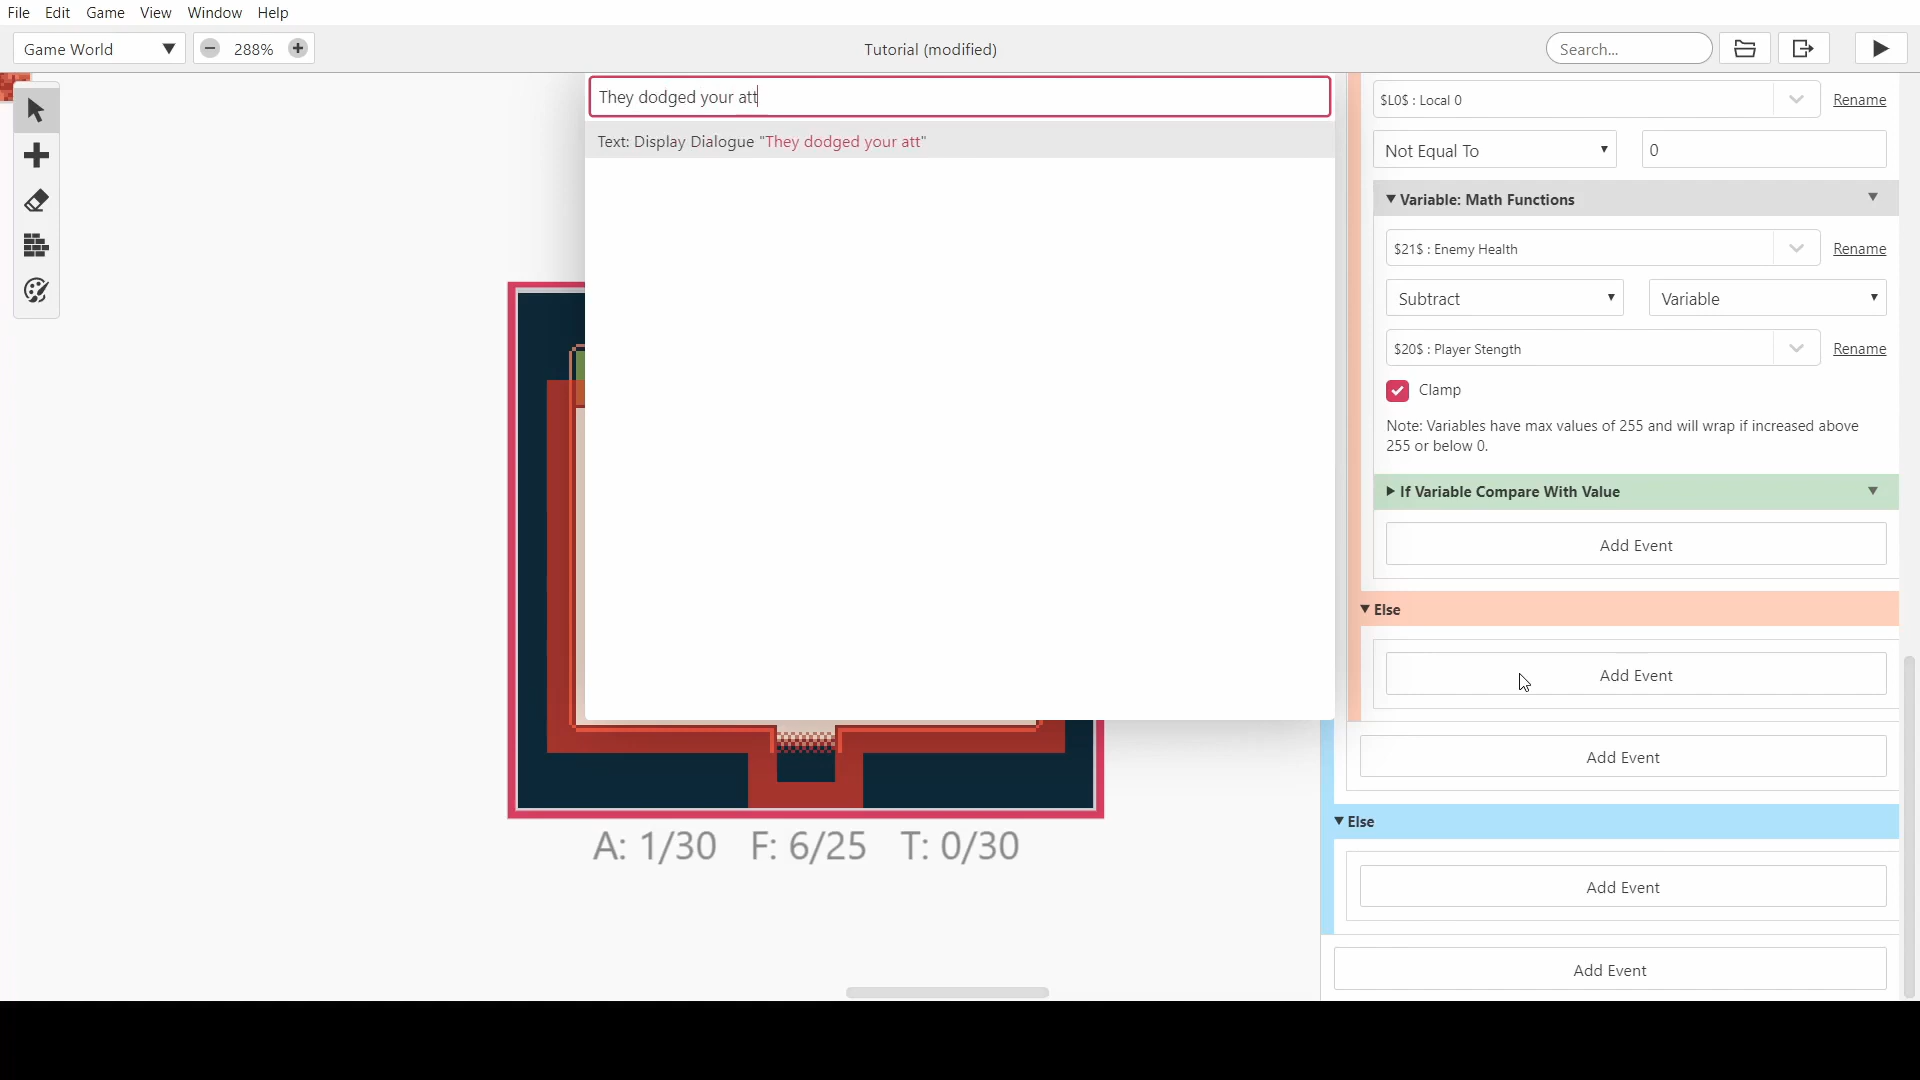 File Edit Game View Window Help
Game World 288% Tutorial (modified) Search...
They dodged your att
Text: Display Dialogue "They dodged your att"
A: 1/30 F: 6/25 T: 0/30
$L0$ : Local 0 Rename
Not Equal To 0
Variable: Math Functions
$21$ : Enemy Health Rename
Subtract Variable
$20$ : Player Stength Rename
Clamp
Note: Variables have max values of 255 and will wrap if increased above
255 or below 0.
If Variable Compare With Value
Add Event
Else
Add Event
Add Event
Else
Add Event
Add Event